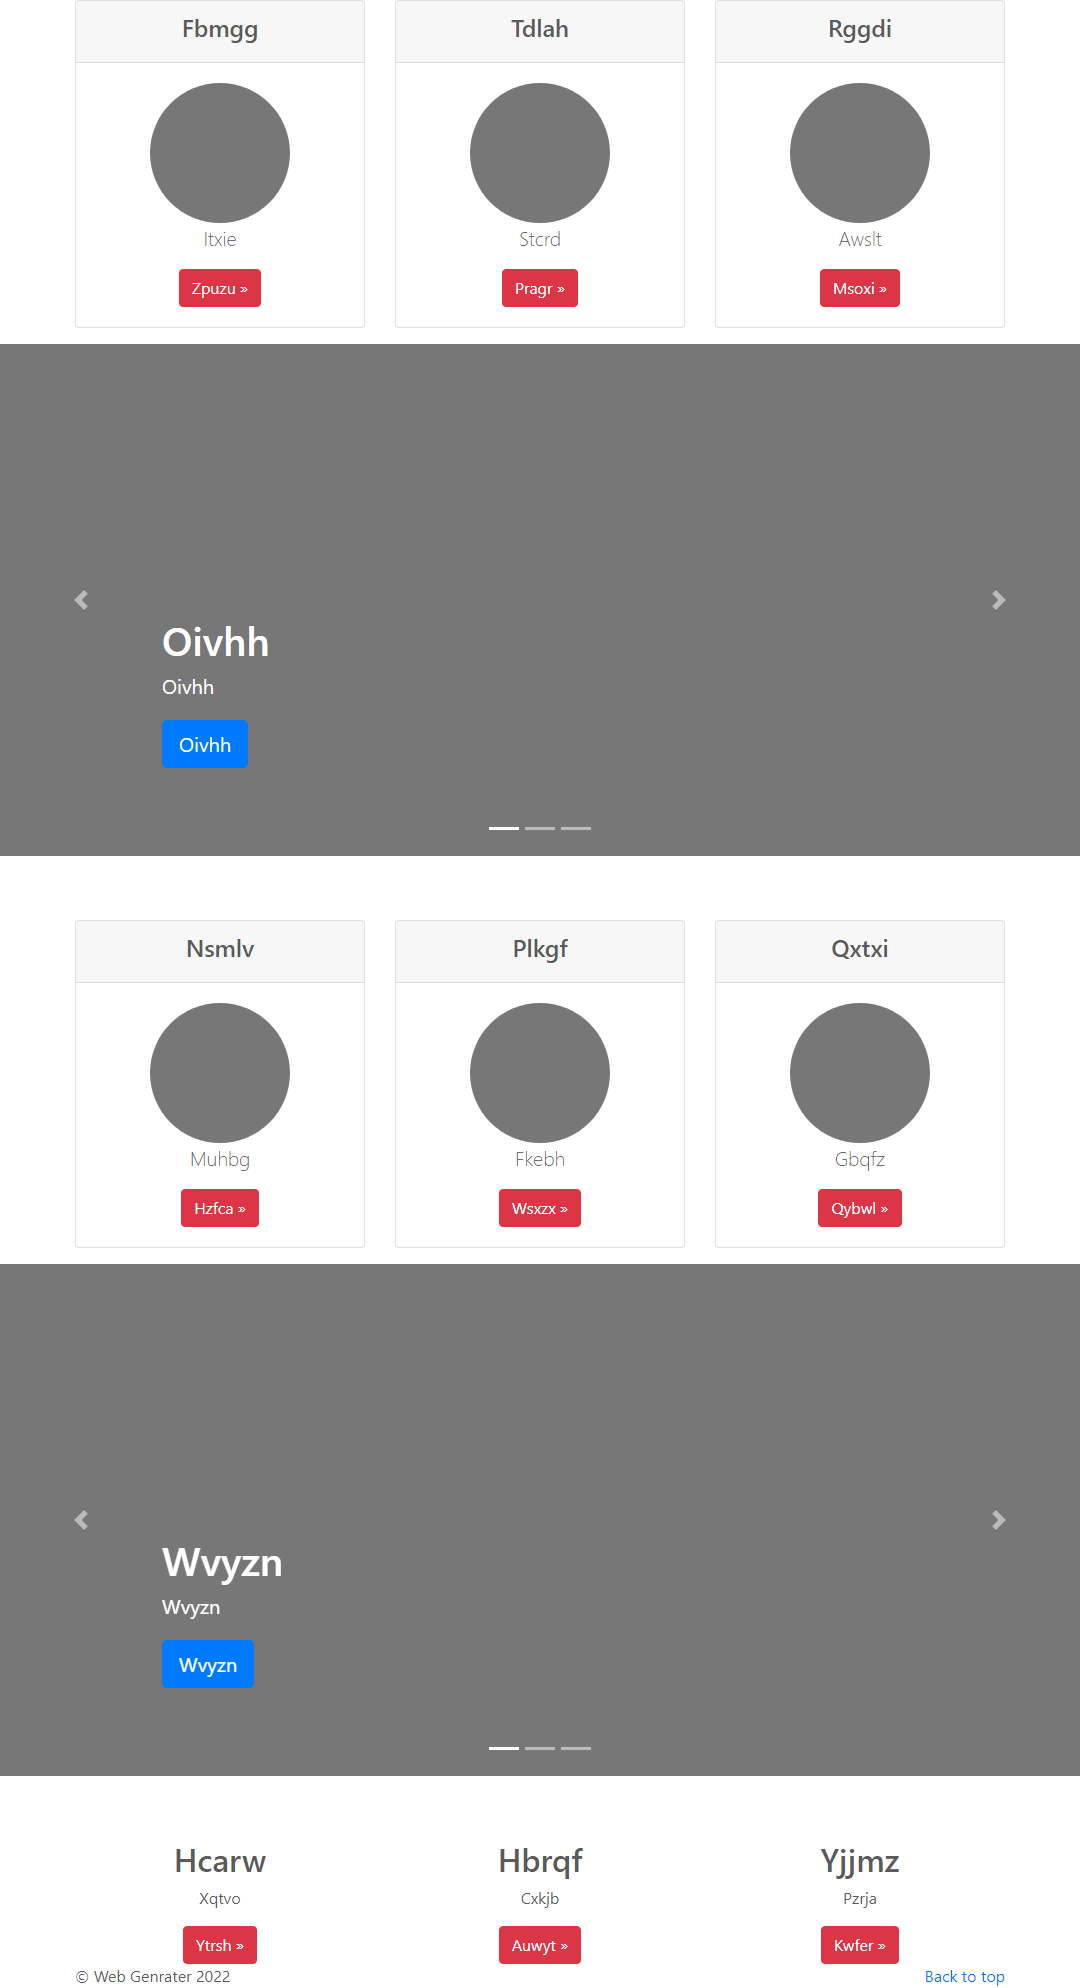 Fbmgg
Tdlah
Rggdi
Itxie
Stcrd
Awslt
Zpuzu »
Pragr »
Msoxi »
Oivhh
Oivhh
Oivhh
Nsmlv
Plkgf
Qxtxi
Muhbg
Fkebh
Gbqfz
Hzfca »
Wsxzx »
Qybwl »
Wvyzn
Wvyzn
Wvyzn
Hcarw
Hbrqf
Yjjmz
Xqtvo
Cxkjb
Pzrja
Ytrsh »
Auwyt »
Kwfer »
© Web Genrater 2022
Back to top